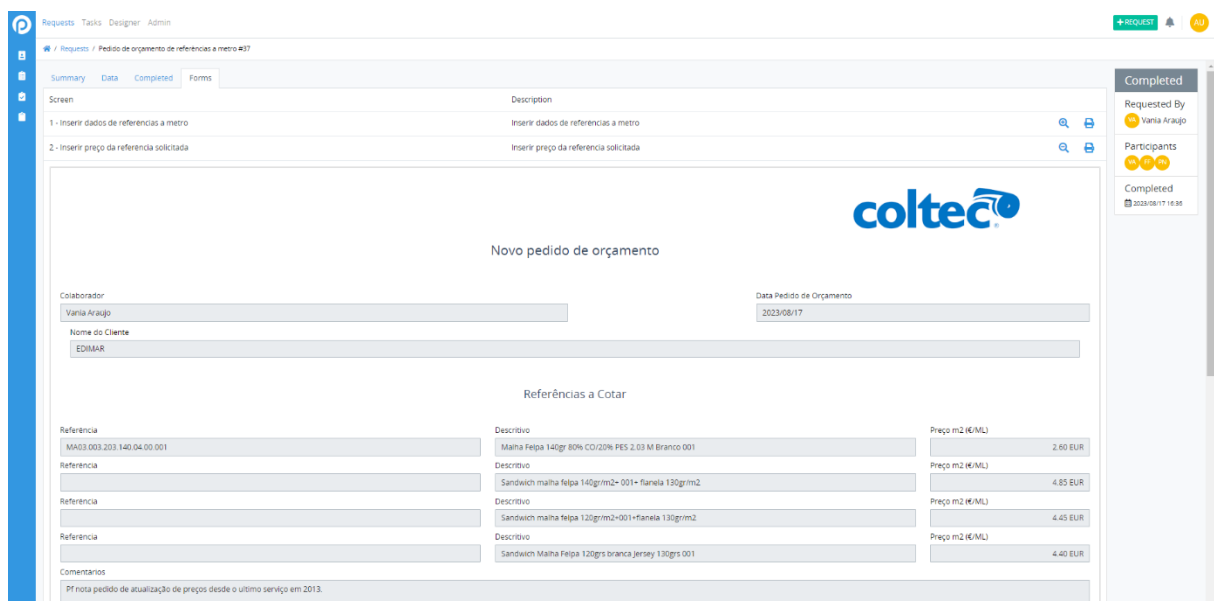 Requests Tasks Designer Admin
+ REQUEST
AU
/ Requests / Pedido de orçamento de referências a metro #37
Summary Data Completed Forms
Screen Description
1 - Inserir dados de referências a metro Inserir dados de referências a metro
2 - Inserir preço da referencia solicitada Inserir preço da referencia solicitada
coltec
Novo pedido de orçamento
Colaborador Data Pedido de Orçamento
Vania Araujo 2023/08/17
Nome do Cliente
EDIMAR
Referências a Cotar
Referência Descritivo Preço m2 (€/ML)
MA03.003.203.140.04.00.001 Malha Felpa 140gr 80% CO/20% PES 2.03 M Branco 001 2.60 EUR
Referência Descritivo Preço m2 (€/ML)
Sandwich malha felpa 140gr/m2+ 001+ flanela 130gr/m2 4.85 EUR
Referência Descritivo Preço m2 (€/ML)
Sandwich malha felpa 120gr/m2+001+flanela 130gr/m2 4.45 EUR
Referência Descritivo Preço m2 (€/ML)
Sandwich Malha Felpa 120grs branca Jersey 130grs 001 4.40 EUR
Comentários
Pf nota pedido de atualização de preços desde o ultimo serviço em 2013.
Completed
Requested By
VA Vania Araujo
Participants
VA
Completed
2023/08/17 16:36